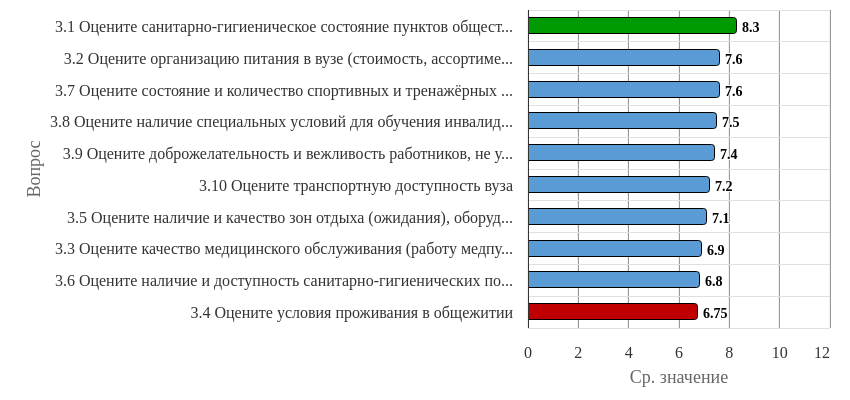 3.1 Оцените санитарно-гигиеническое состояние пунктов общест... 8.3
3.2 Оцените организацию питания в вузе (стоимость, ассортиме... 7.6
3.7 Оцените состояние и количество спортивных и тренажёрных ... 7.6
3.8 Оцените наличие специальных условий для обучения инвалид... 7.5
3.9 Оцените доброжелательность и вежливость работников, не у... 7.4
3.10 Оцените транспортную доступность вуза 7.2
3.5 Оцените наличие и качество зон отдыха (ожидания), оборуд... 7.1
3.3 Оцените качество медицинского обслуживания (работу медпу... 6.9
3.6 Оцените наличие и доступность санитарно-гигиенических по... 6.8
3.4 Оцените условия проживания в общежитии 6.75
Вопрос
0 2 4 6 8 10 12
Ср. значение